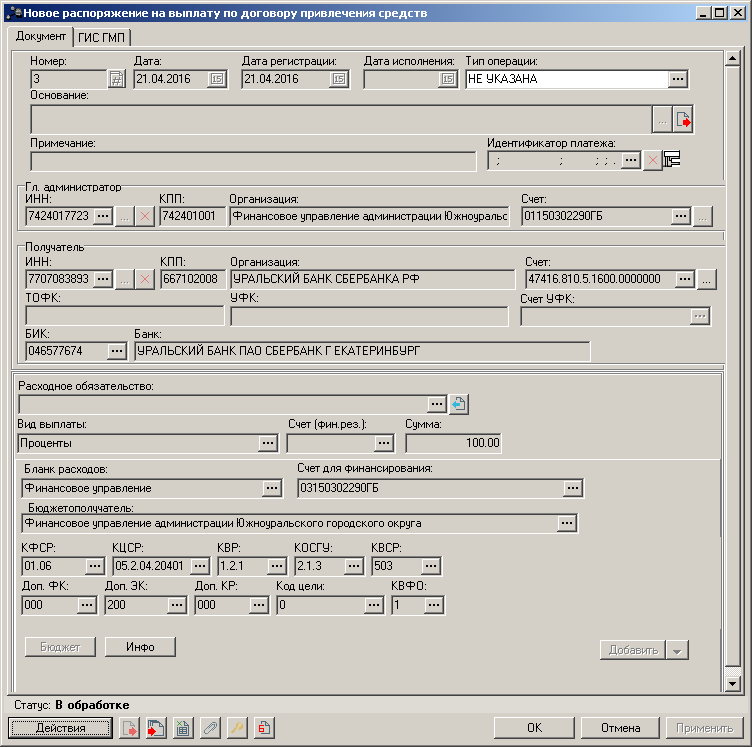 Новое распоряжение на выплату по договору привлечения средств
Документ ГИС ГМП
Номер: Дата: Дата регистрации: Дата исполнения: Тип операции:
3 21.04.2016 15 21.04.2016 15 15 НЕ УКАЗАНА ...
Основание:
...
Примечание: Идентификатор платежа:
; ; ; ; . ...
Гл. администратор
ИНН: КПП: Организация: Счет:
7424017723 ... ... 742401001 Финансовое управление администрации Южноуральс 01150302290ГБ ... ...
Получатель
ИНН: КПП: Организация: Счет:
7707083893 ... ... 667102008 УРАЛЬСКИЙ БАНК СБЕРБАНКА РФ 47416.810.5.1600.0000000 ... ...
ТОФК: УФК: Счет УФК:
...
БИК: Банк:
046577674 ... УРАЛЬСКИЙ БАНК ПАО СБЕРБАНК Г ЕКАТЕРИНБУРГ
Расходное обязательство:
...
Вид выплаты: Счет (фин.рез.): Сумма:
Проценты ... ... 100.00
Бланк расходов: Счет для финансирования:
Финансовое управление ... 03150302290ГБ ...
Бюджетополучатель:
Финансовое управление администрации Южноуральского городского округа ...
КФСР: КЦСР: КВР: КОСГУ: КВСР:
01.06 ... 05.2.04.20401 ... 1.2.1 ... 2.1.3 ... 503 ...
Доп. ФК: Доп. ЭК: Доп. КР: Код цели: КВФО:
000 ... 200 ... 000 ... 0 ... 1 ...
Бюджет Инфо Добавить
Статус: В обработке
Действия OK Отмена Применить